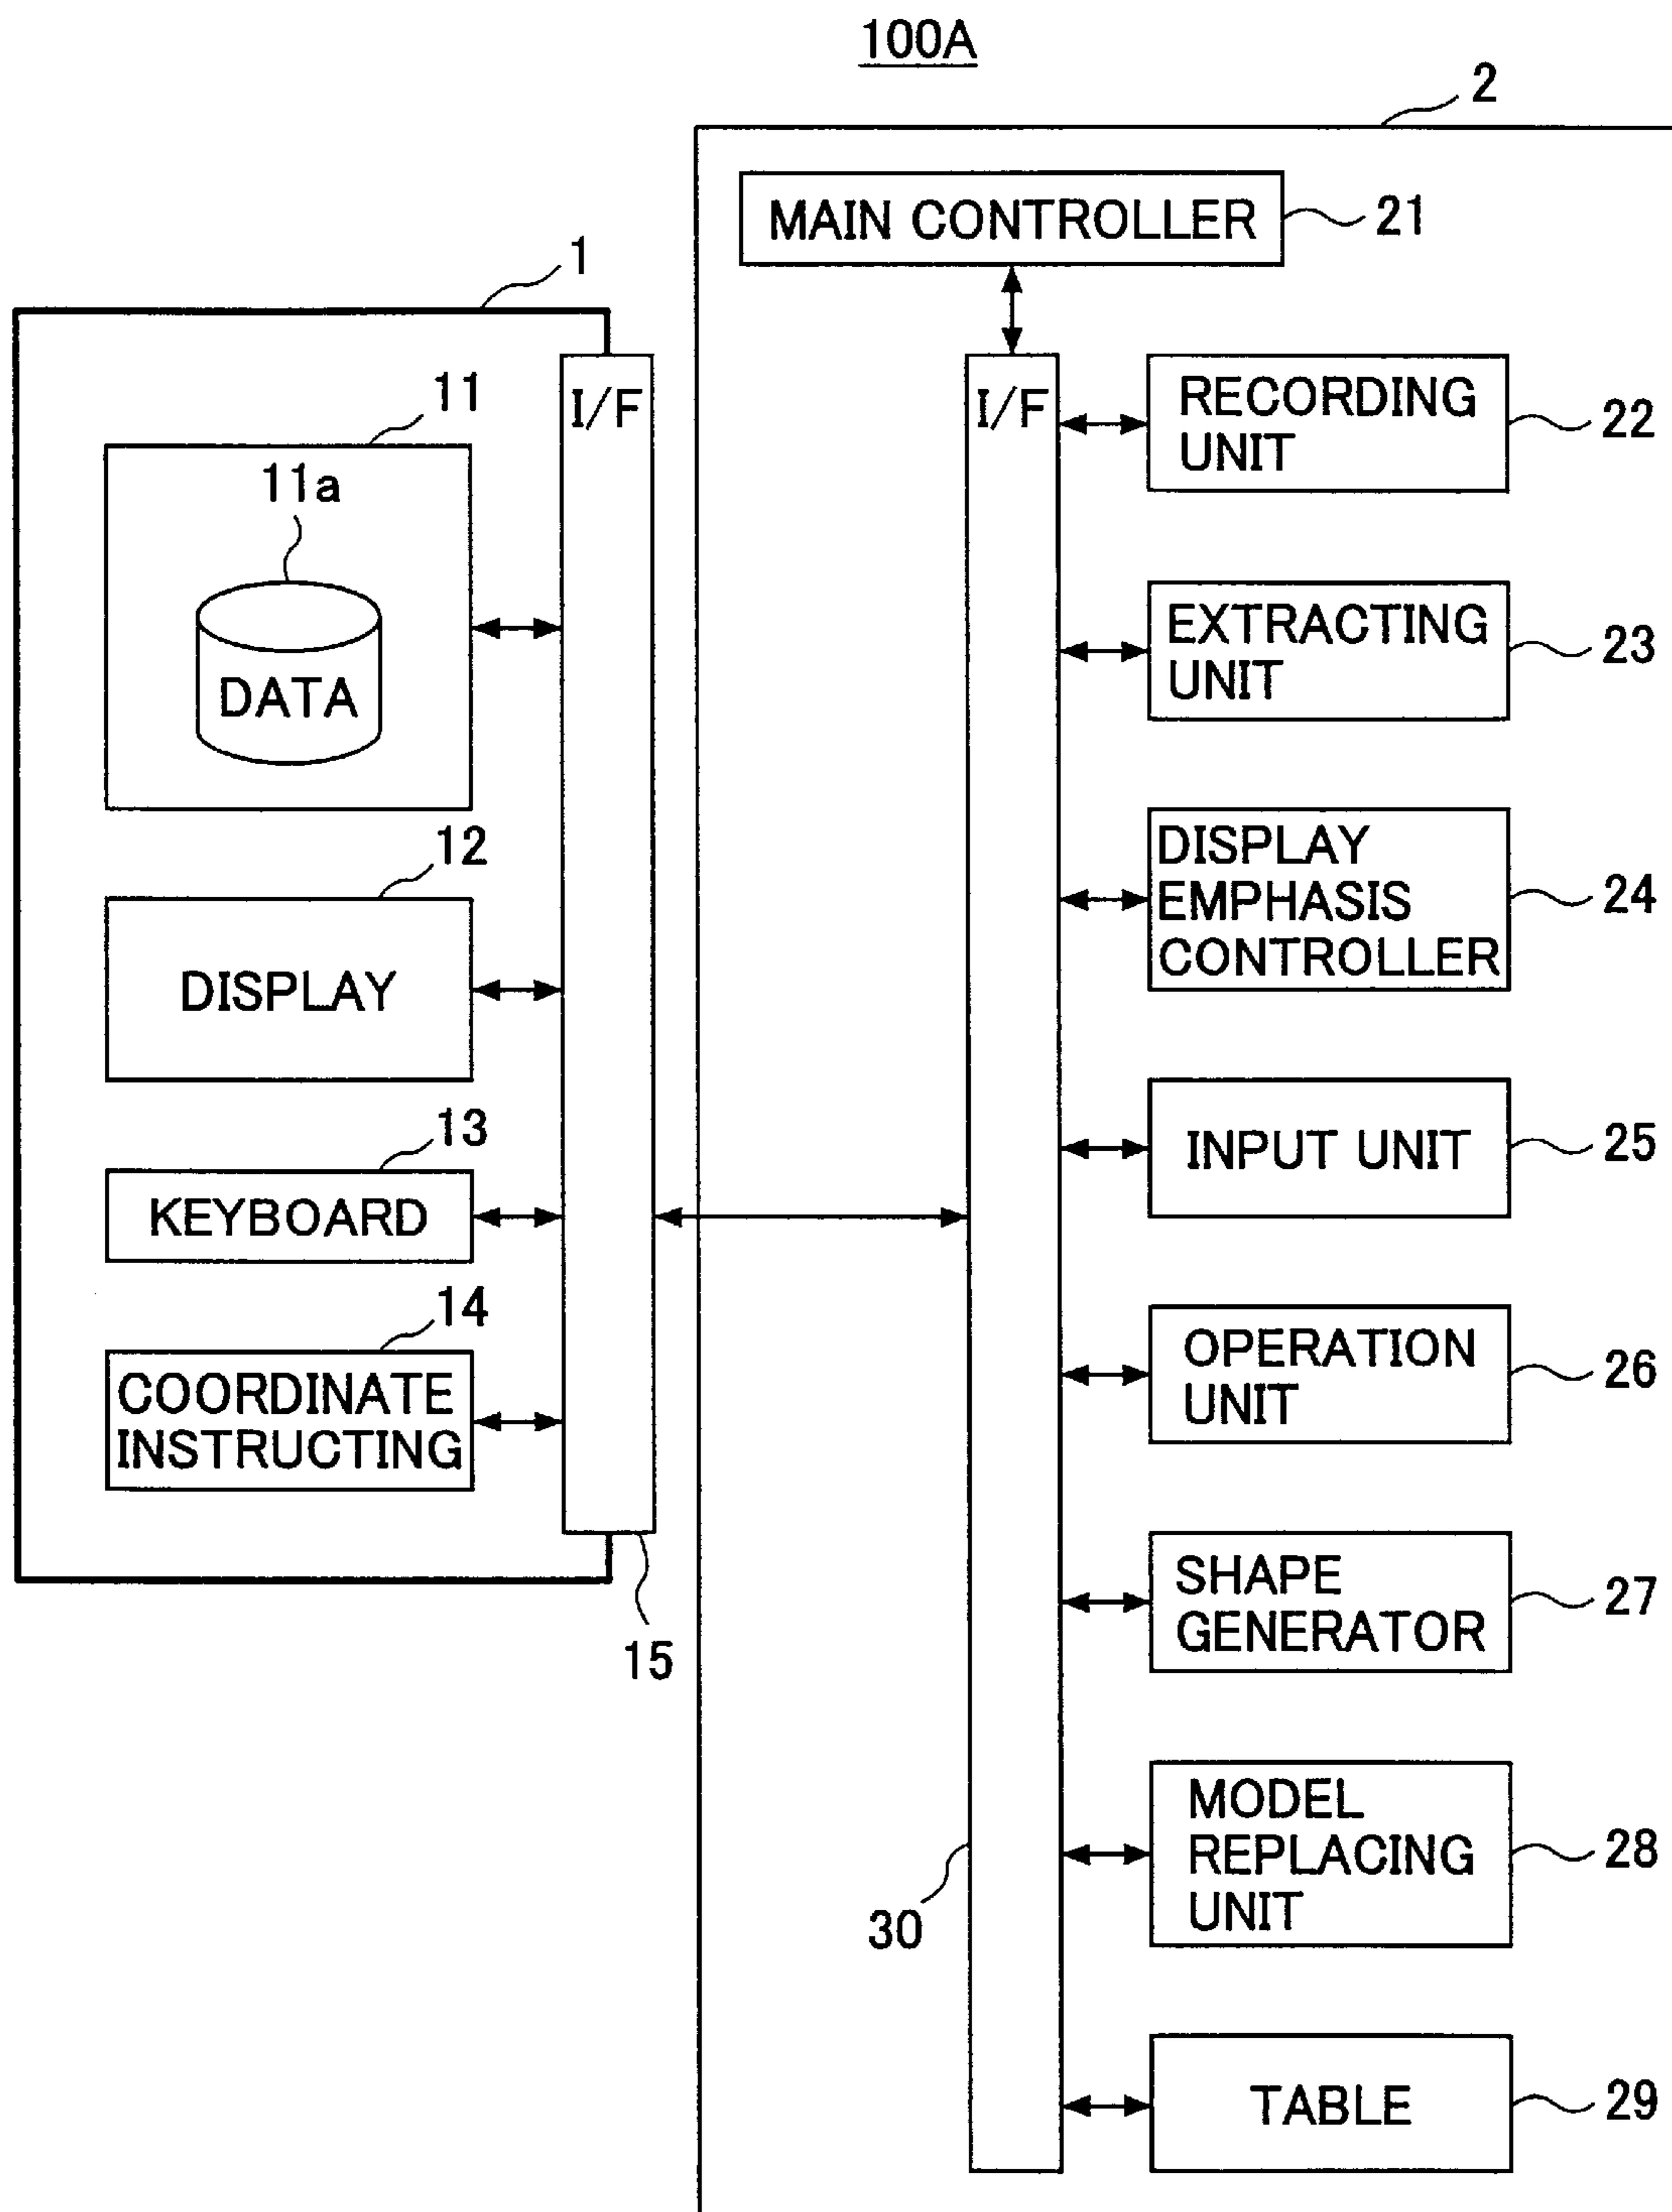 100A
2
MAIN CONTROLLER
21
1
I/F
11
11a
DATA
12
DISPLAY
13
KEYBOARD
14
COORDINATE
INSTRUCTING
15
I/F
30
RECORDING
UNIT
22
EXTRACTING
UNIT
23
DISPLAY
EMPHASIS
CONTROLLER
24
INPUT UNIT
25
OPERATION
UNIT
26
SHAPE
GENERATOR
27
MODEL
REPLACING
UNIT
28
TABLE
29